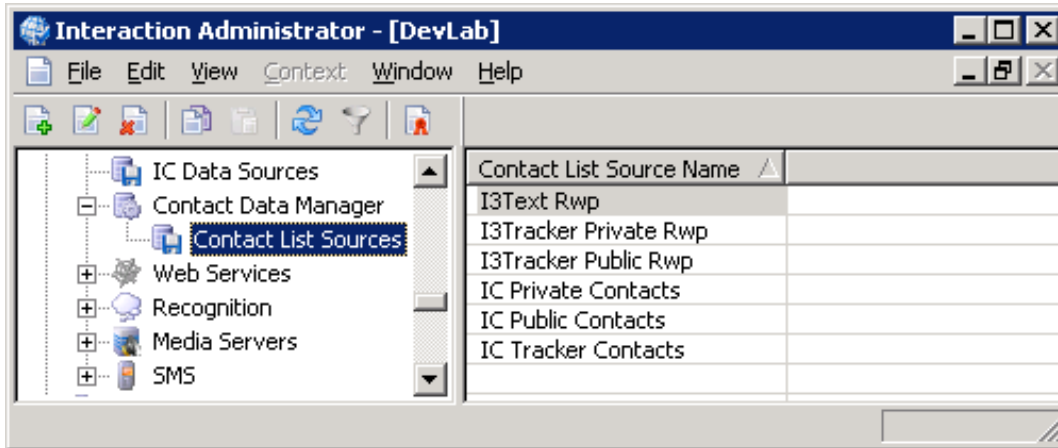 Interaction Administrator - [DevLab]
File Edit View Context Window Help
IC Data Sources
Contact Data Manager
Contact List Sources
Web Services
Recognition
Media Servers
SMS
Contact List Source Name
I3Text Rwp
I3Tracker Private Rwp
I3Tracker Public Rwp
IC Private Contacts
IC Public Contacts
IC Tracker Contacts